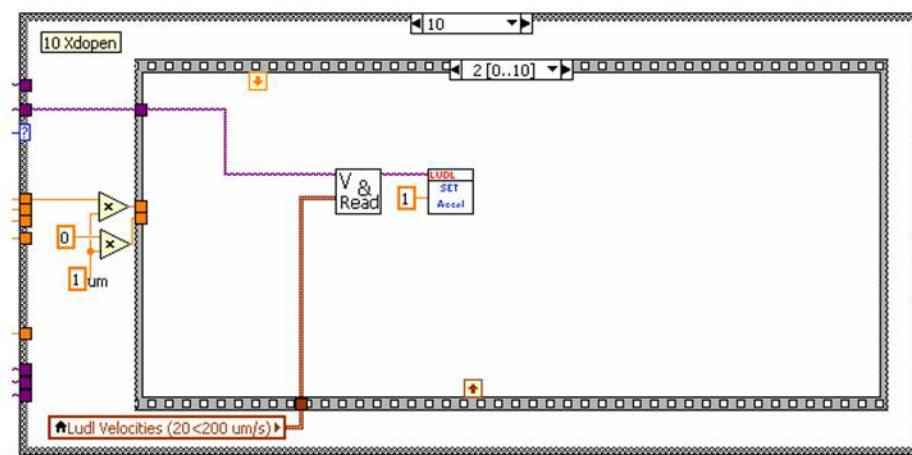 10
10 Xdopen
2 [0..10]
?
V
&
Read
LUDL
SET
Accel
1
0
1 um
Ludl Velocities (20<200 um/s)